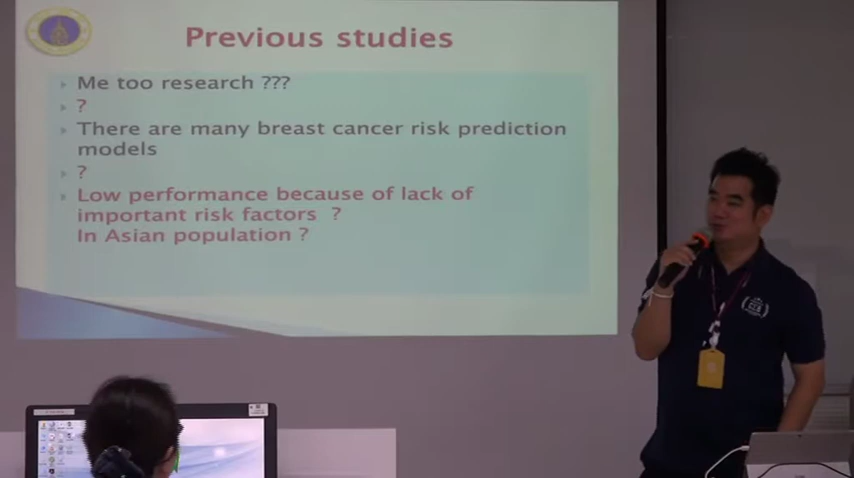 Previous studies
Me too research ???
?
There are many breast cancer risk prediction
models
?
Low performance because of lack of
important risk factors ?
In Asian population ?